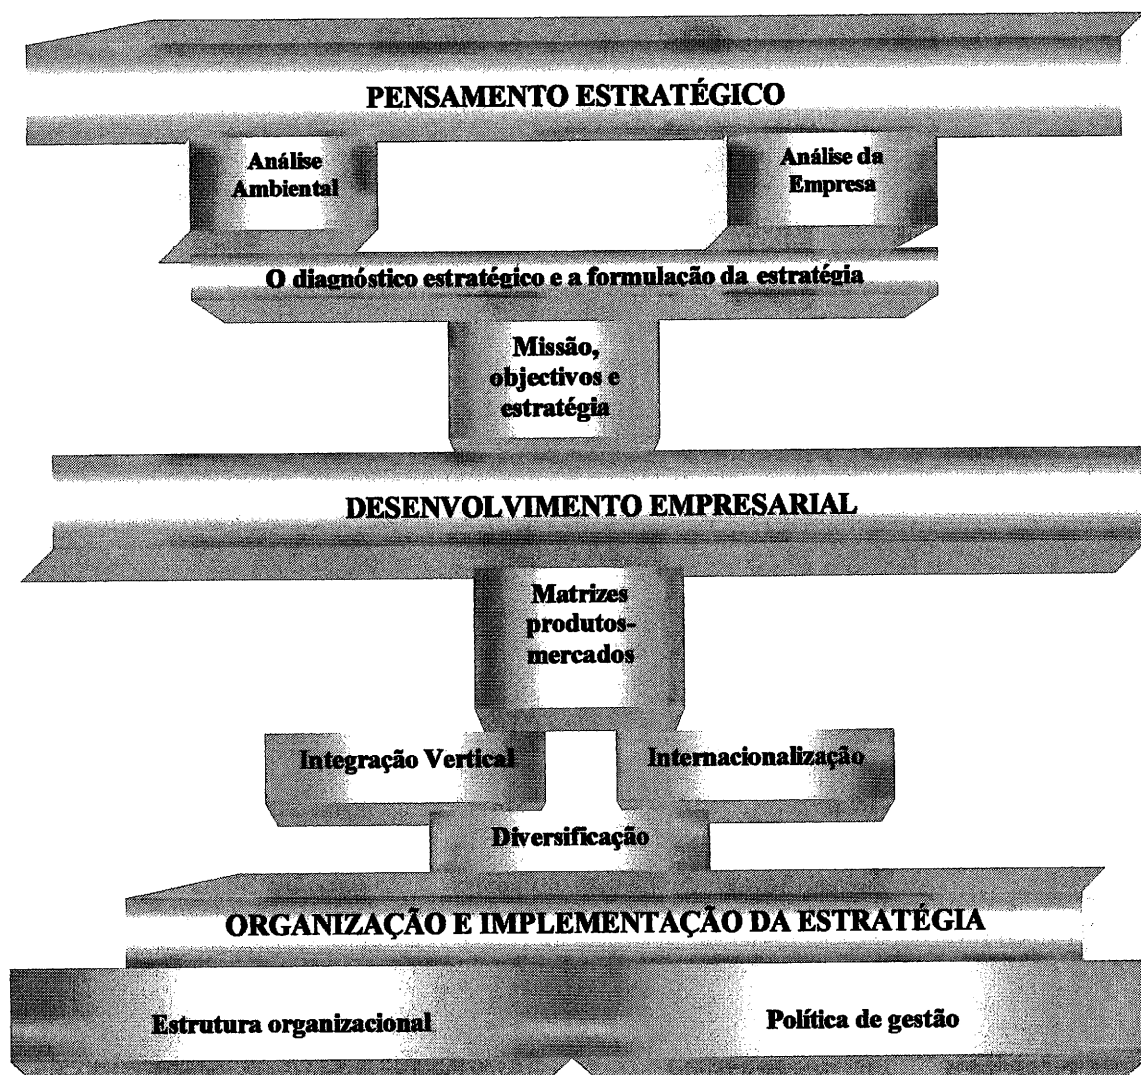 PENSAMENTO ESTRATÉGICO
Análise
Ambiental
Análise da
Empresa
O diagnóstico estratégico e a formulação da estratégia
Missão,
objectivos e
estratégia
DESENVOLVIMENTO EMPRESARIAL
Matrizes
produtos-
mercados
Integração Vertical
Internacionalização
Diversificação
ORGANIZAÇÃO E IMPLEMENTAÇÃO DA ESTRATÉGIA
Estrutura organizacional
Política de gestão